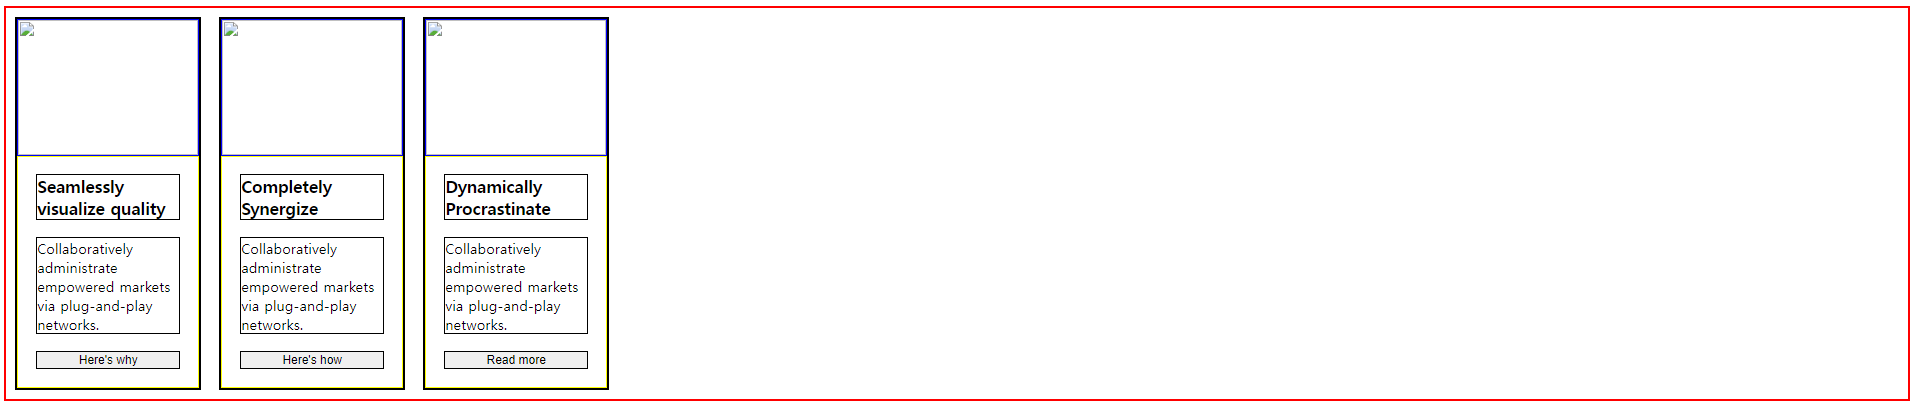 Seamlessly
visualize quality
Collaboratively
administrate
empowered markets
via plug-and-play
networks.
Here's why
Completely
Synergize
Collaboratively
administrate
empowered markets
via plug-and-play
networks.
Here's how
Dynamically
Procrastinate
Collaboratively
administrate
empowered markets
via plug-and-play
networks.
Read more